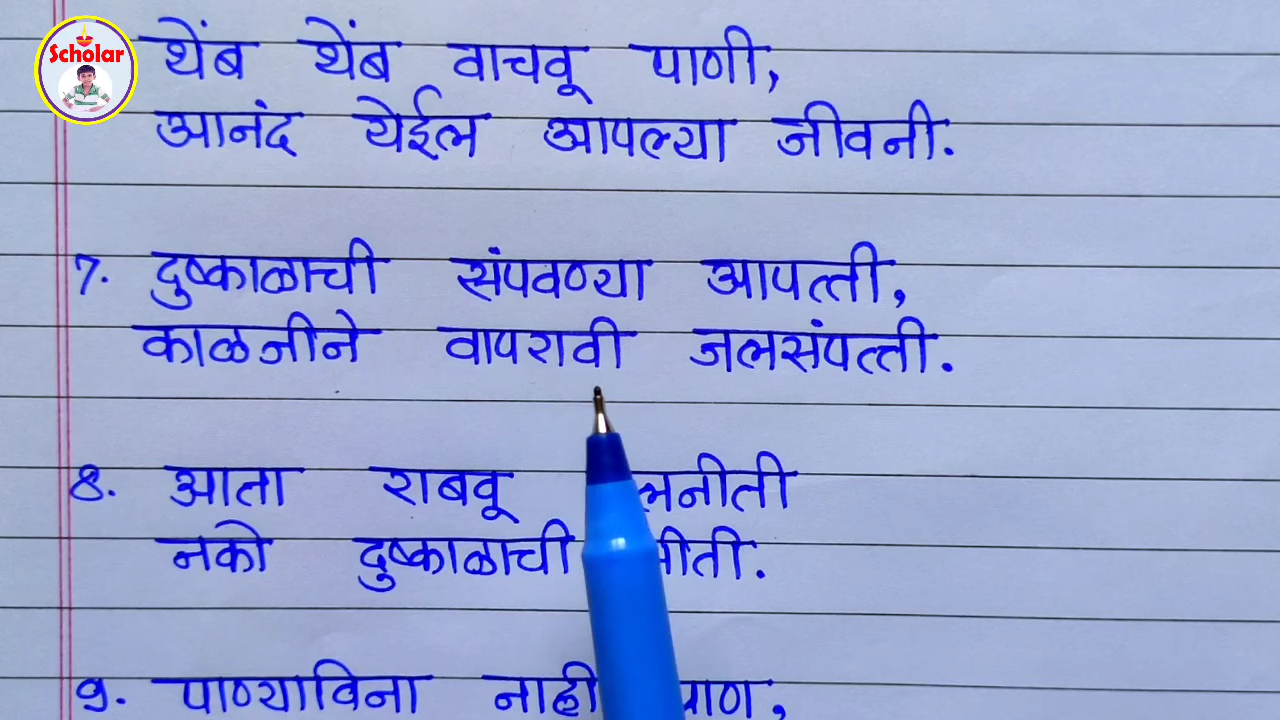 Scholar
थेंब थेंब वाचवू पाणी,
आनंद येईल आपल्या जीवनी.
7. दुष्काळाची संपवण्या आपत्ती,
काळजीने वापरावी जलसंपत्ती.
8. आता राबवू
नको दुष्काळाची
9. पाण्याविना नाही